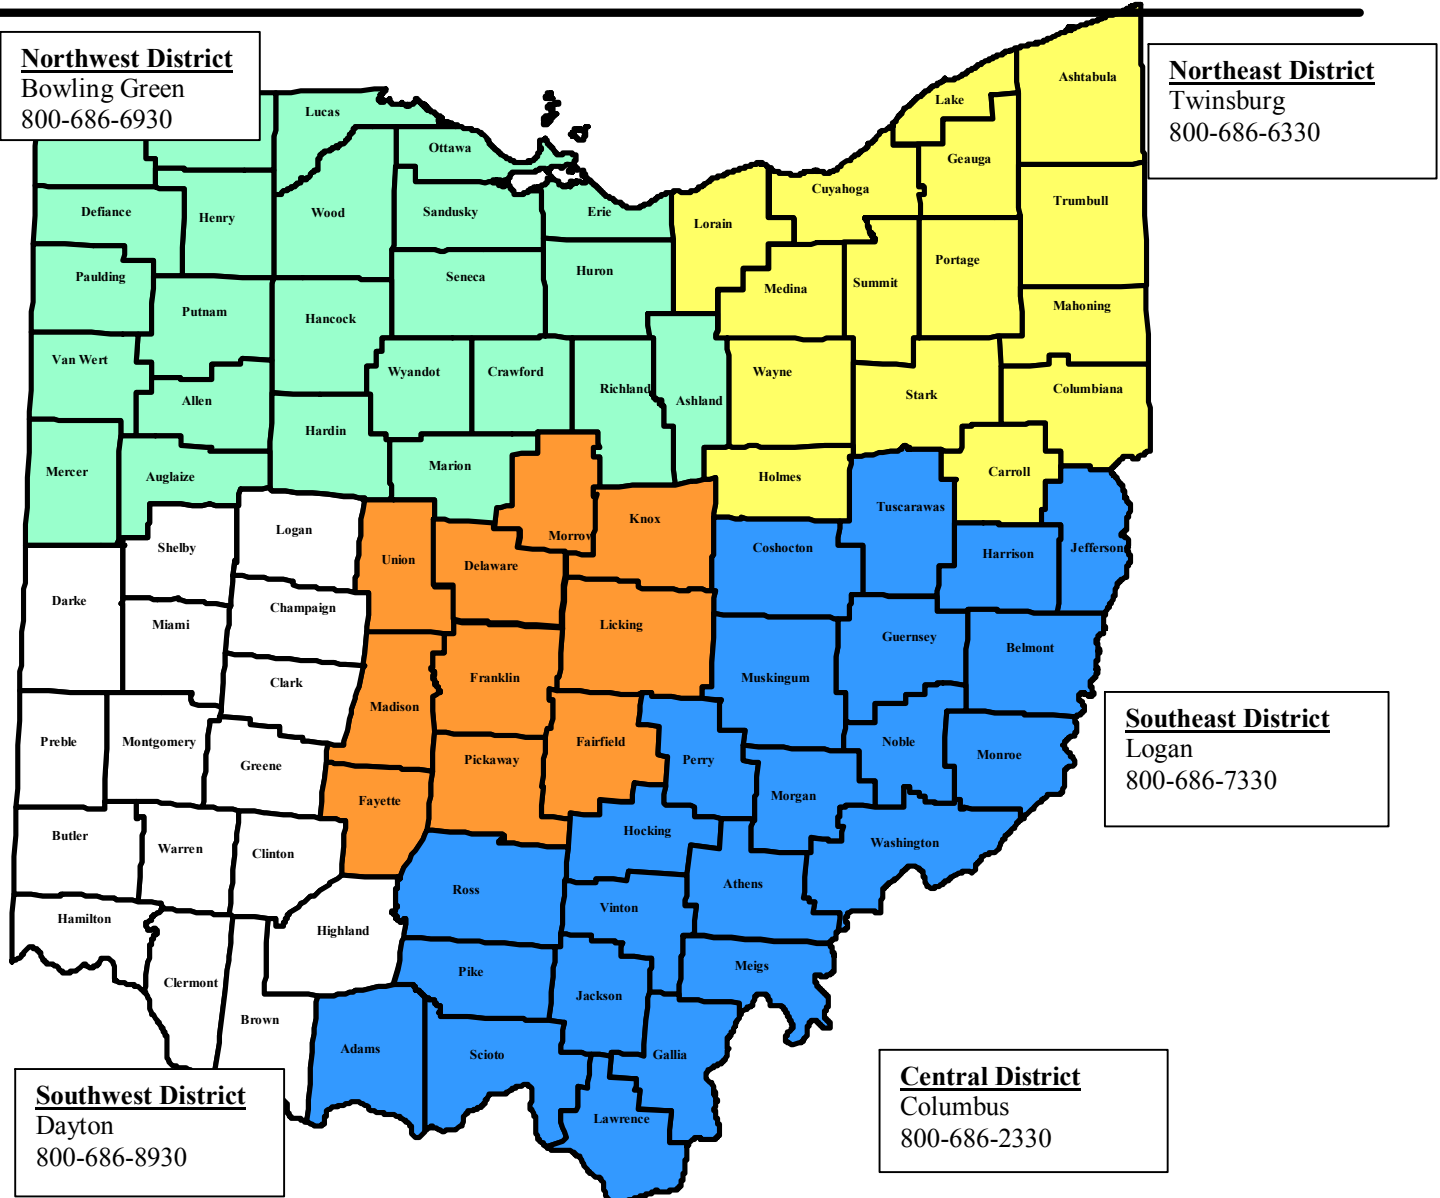 Northwest District
Bowling Green
800-686-6930
Northeast District
Twinsburg
800-686-6330
Ashtabula
Lake
Lucas
Ottawa
Geauga
Cuyahoga
Trumbull
Defiance
Henry
Wood
Sandusky
Erie
Lorain
Paulding
Seneca
Huron
Medina
Summit
Portage
Mahoning
Putnam
Hancock
Van Wert
Wyandot
Crawford
Richland
Ashland
Wayne
Stark
Columbiana
Allen
Hardin
Mercer
Auglaize
Marion
Holmes
Carroll
Tuscarawas
Logan
Knox
Shelby
Union
Delaware
Morrow
Coshocton
Harrison
Jefferson
Darke
Miami
Champaign
Licking
Guernsey
Belmont
Clark
Franklin
Muskingum
Madison
Preble
Montgomery
Greene
Pickaway
Fairfield
Perry
Noble
Monroe
Southeast District
Logan
800-686-7330
Fayette
Morgan
Butler
Warren
Clinton
Hocking
Washington
Ross
Athens
Vinton
Hamilton
Highland
Clermont
Pike
Jackson
Meigs
Brown
Adams
Scioto
Gallia
Lawrence
Southwest District
Dayton
800-686-8930
Central District
Columbus
800-686-2330